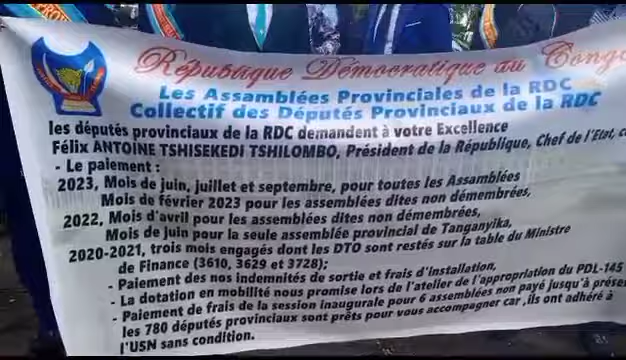 République Démocratique du Congo
Les Assamblées Provinciales de la RDC
Collectif des Députés Provinciaux de la RDC
les députés provinciaux de la RDC demandent à votre Excellence
Félix ANTOINE TSHISEKEDI TSHILOMBO, Président de la République, Chef de l'Etat,
- Le paiement :
2023, Mois de juin, juillet et septembre, pour toutes les Assamblées
Mois de février 2023 pour les assemblées dites non démembrées,
2022, Mois d'avril pour les assemblées dites non démembrées,
Mois de juin pour la seule assemblée provincial de Tanganyika,
2020-2021, trois mois engagés dont les DTO sont restés sur la table du Ministre
de Finance (3610, 3629 e 3728);
- Paiement des nos indemnités de sortie et frais d'installation,
- La dotation en mobilité nous promise lors de l'atelier de l'appropriation du PDL-145
- Paiement de frais de la session inaugurale pour 6 assemblées non payé jusqu'à
les 780 députés provinciaux sont prêts pour vous accompagner car ,ils ont adhéré à
l'USN sans condition.